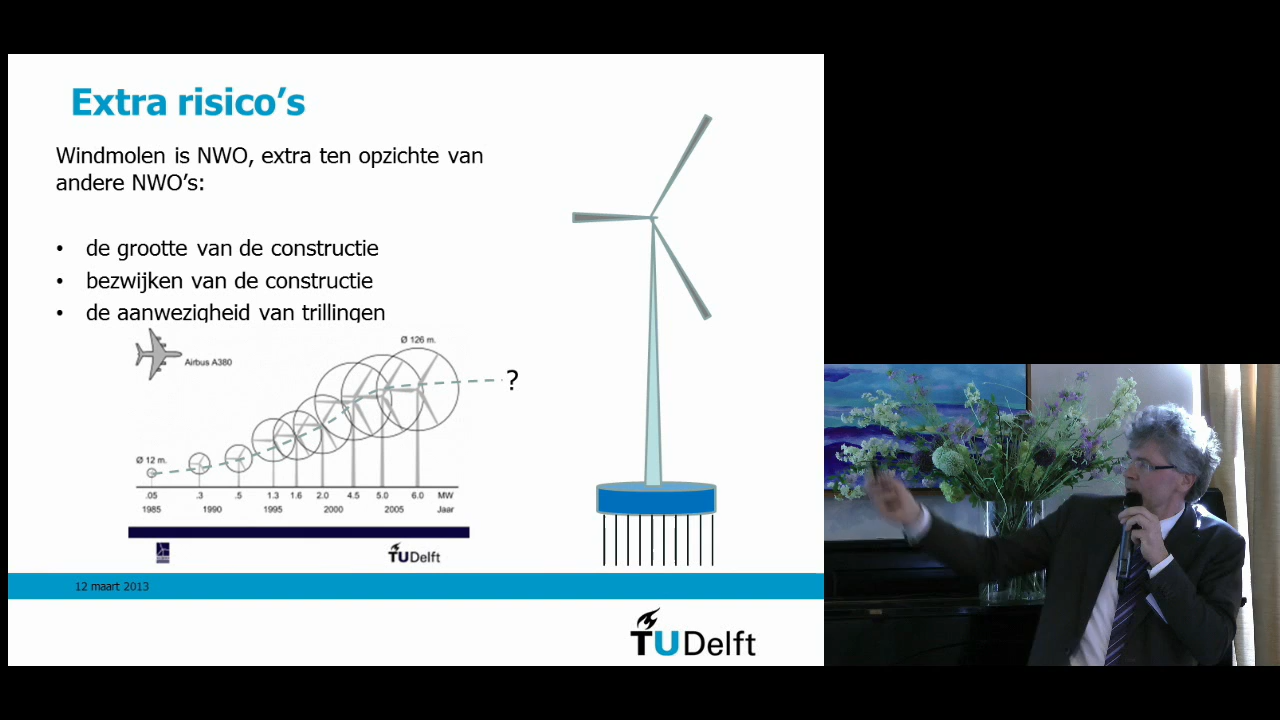 Extra risico's
Windmolen is NWO, extra ten opzichte van
andere NWO's:
• de grootte van de constructie
• bezwijken van de constructie
• de aanwezigheid van trillingen
Airbus A380
Ø 126 m.
?
Ø 12 m.
.05 .3 .5 1.3 1.6 2.0 4.5 5.0 6.0 MW
1985 1990 1995 2000 2005 Jaar
TUDelft
12 maart 2013
TUDelft